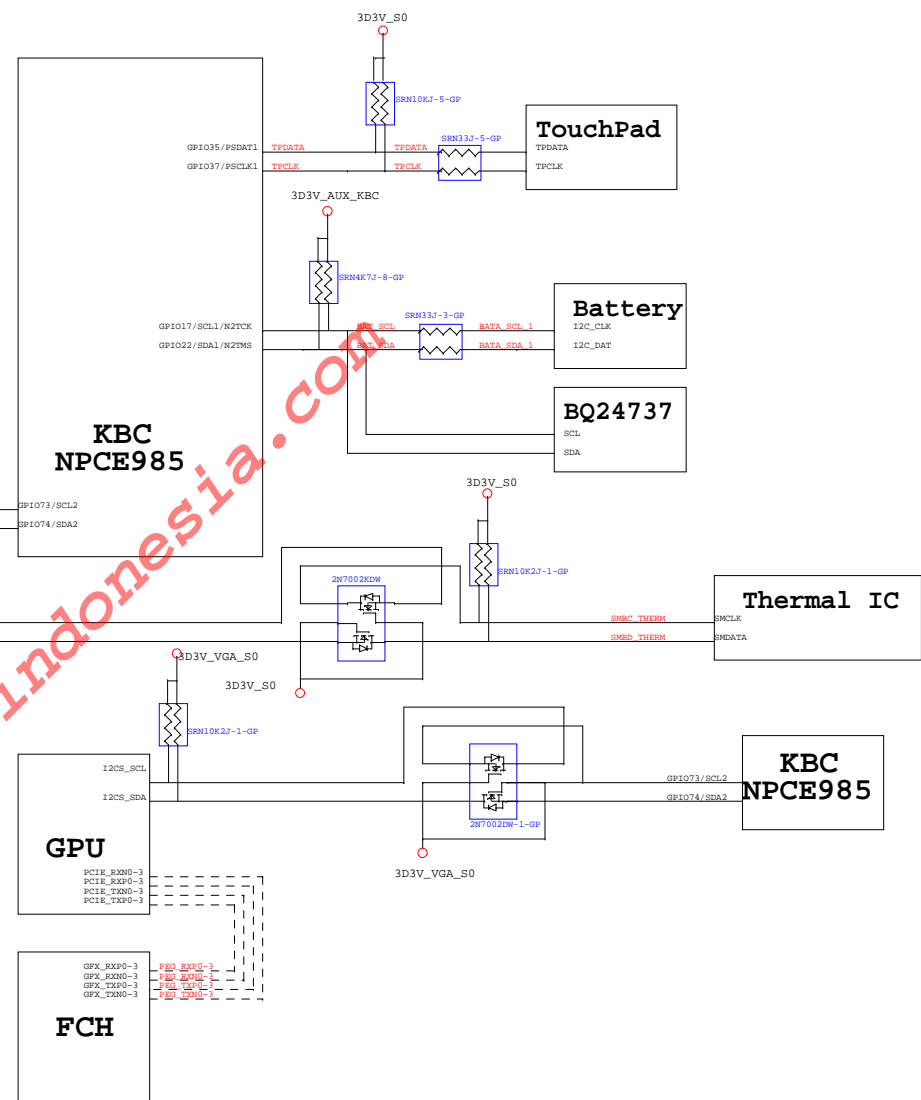 3D3V_S0
SRN10KJ-5-GP
SRN33J-5-GP
TouchPad
GPIO35/PSDAT1
TPDATA
TPDATA
TPDATA
GPIO37/PSCLK1
TPCLK
TPCLK
TPCLK
3D3V_AUX_KBC
SRN4K7J-8-GP
SRN33J-3-GP
Battery
GPIO17/SCL1/N2TCK
BAT_SCL
BATA_SCL_1
I2C_CLK
GPIO22/SDA1/N2TMS
BAT_SDA
BATA_SDA_1
I2C_DAT
BQ24737
SCL
SDA
KBC
NPCE985
GPIO73/SCL2
GPIO74/SDA2
3D3V_S0
SRN10K2J-1-GP
2N7002KDW
Thermal IC
SMBC_THERM
SMCLK
SMBD_THERM
SMDATA
3D3V_VGA_S0
3D3V_S0
SRN10K2J-1-GP
I2CS_SCL
I2CS_SDA
GPU
PCIE_RXN0-3
PCIE_RXP0-3
PCIE_TXN0-3
PCIE_TXP0-3
KBC
NPCE985
GPIO73/SCL2
GPIO74/SDA2
2N7002DW-1-GP
3D3V_VGA_S0
GFX_RXP0-3
PEG_RXP0-3
GFX_RXN0-3
PEG_RXN0-3
GFX_TXP0-3
PEG_TXP0-3
GFX_TXN0-3
PEG_TXN0-3
FCH
indonesia.com